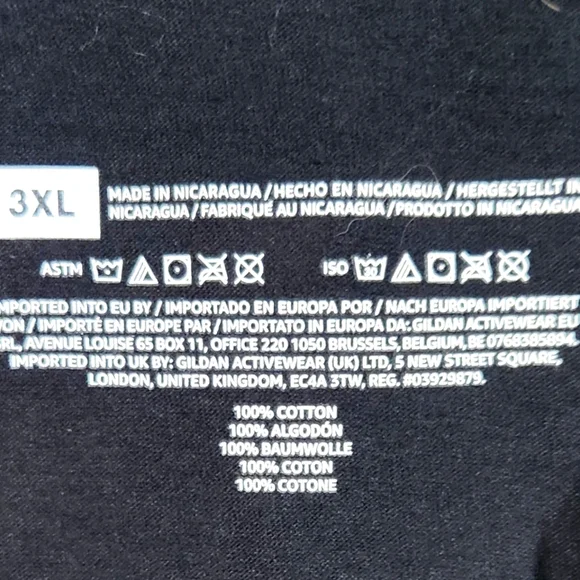 3XL
MADE IN NICARAGUA / HECHO EN NICARAGUA / HERGESTELLT IN
NICARAGUA / FABRIQUÉ AU NICARAGUA / PRODOTTO IN NICARAGUA
ASTM
ISO 30
IMPORTED INTO EU BY / IMPORTADO EN EUROPA POR / NACH EUROPA IMPORTIERT
VON / IMPORTÉ EN EUROPE PAR / IMPORTATO IN EUROPA DA: GILDAN ACTIVEWEAR EU
SRL, AVENUE LOUISE 65 BOX 11, OFFICE 220 1050 BRUSSELS, BELGIUM, BE 0768385894.
IMPORTED INTO UK BY: GILDAN ACTIVEWEAR (UK) LTD, 5 NEW STREET SQUARE,
LONDON, UNITED KINGDOM, EC4A 3TW, REG. #03929879.
100% COTTON
100% ALGODÓN
100% BAUMWOLLE
100% COTON
100% COTONE